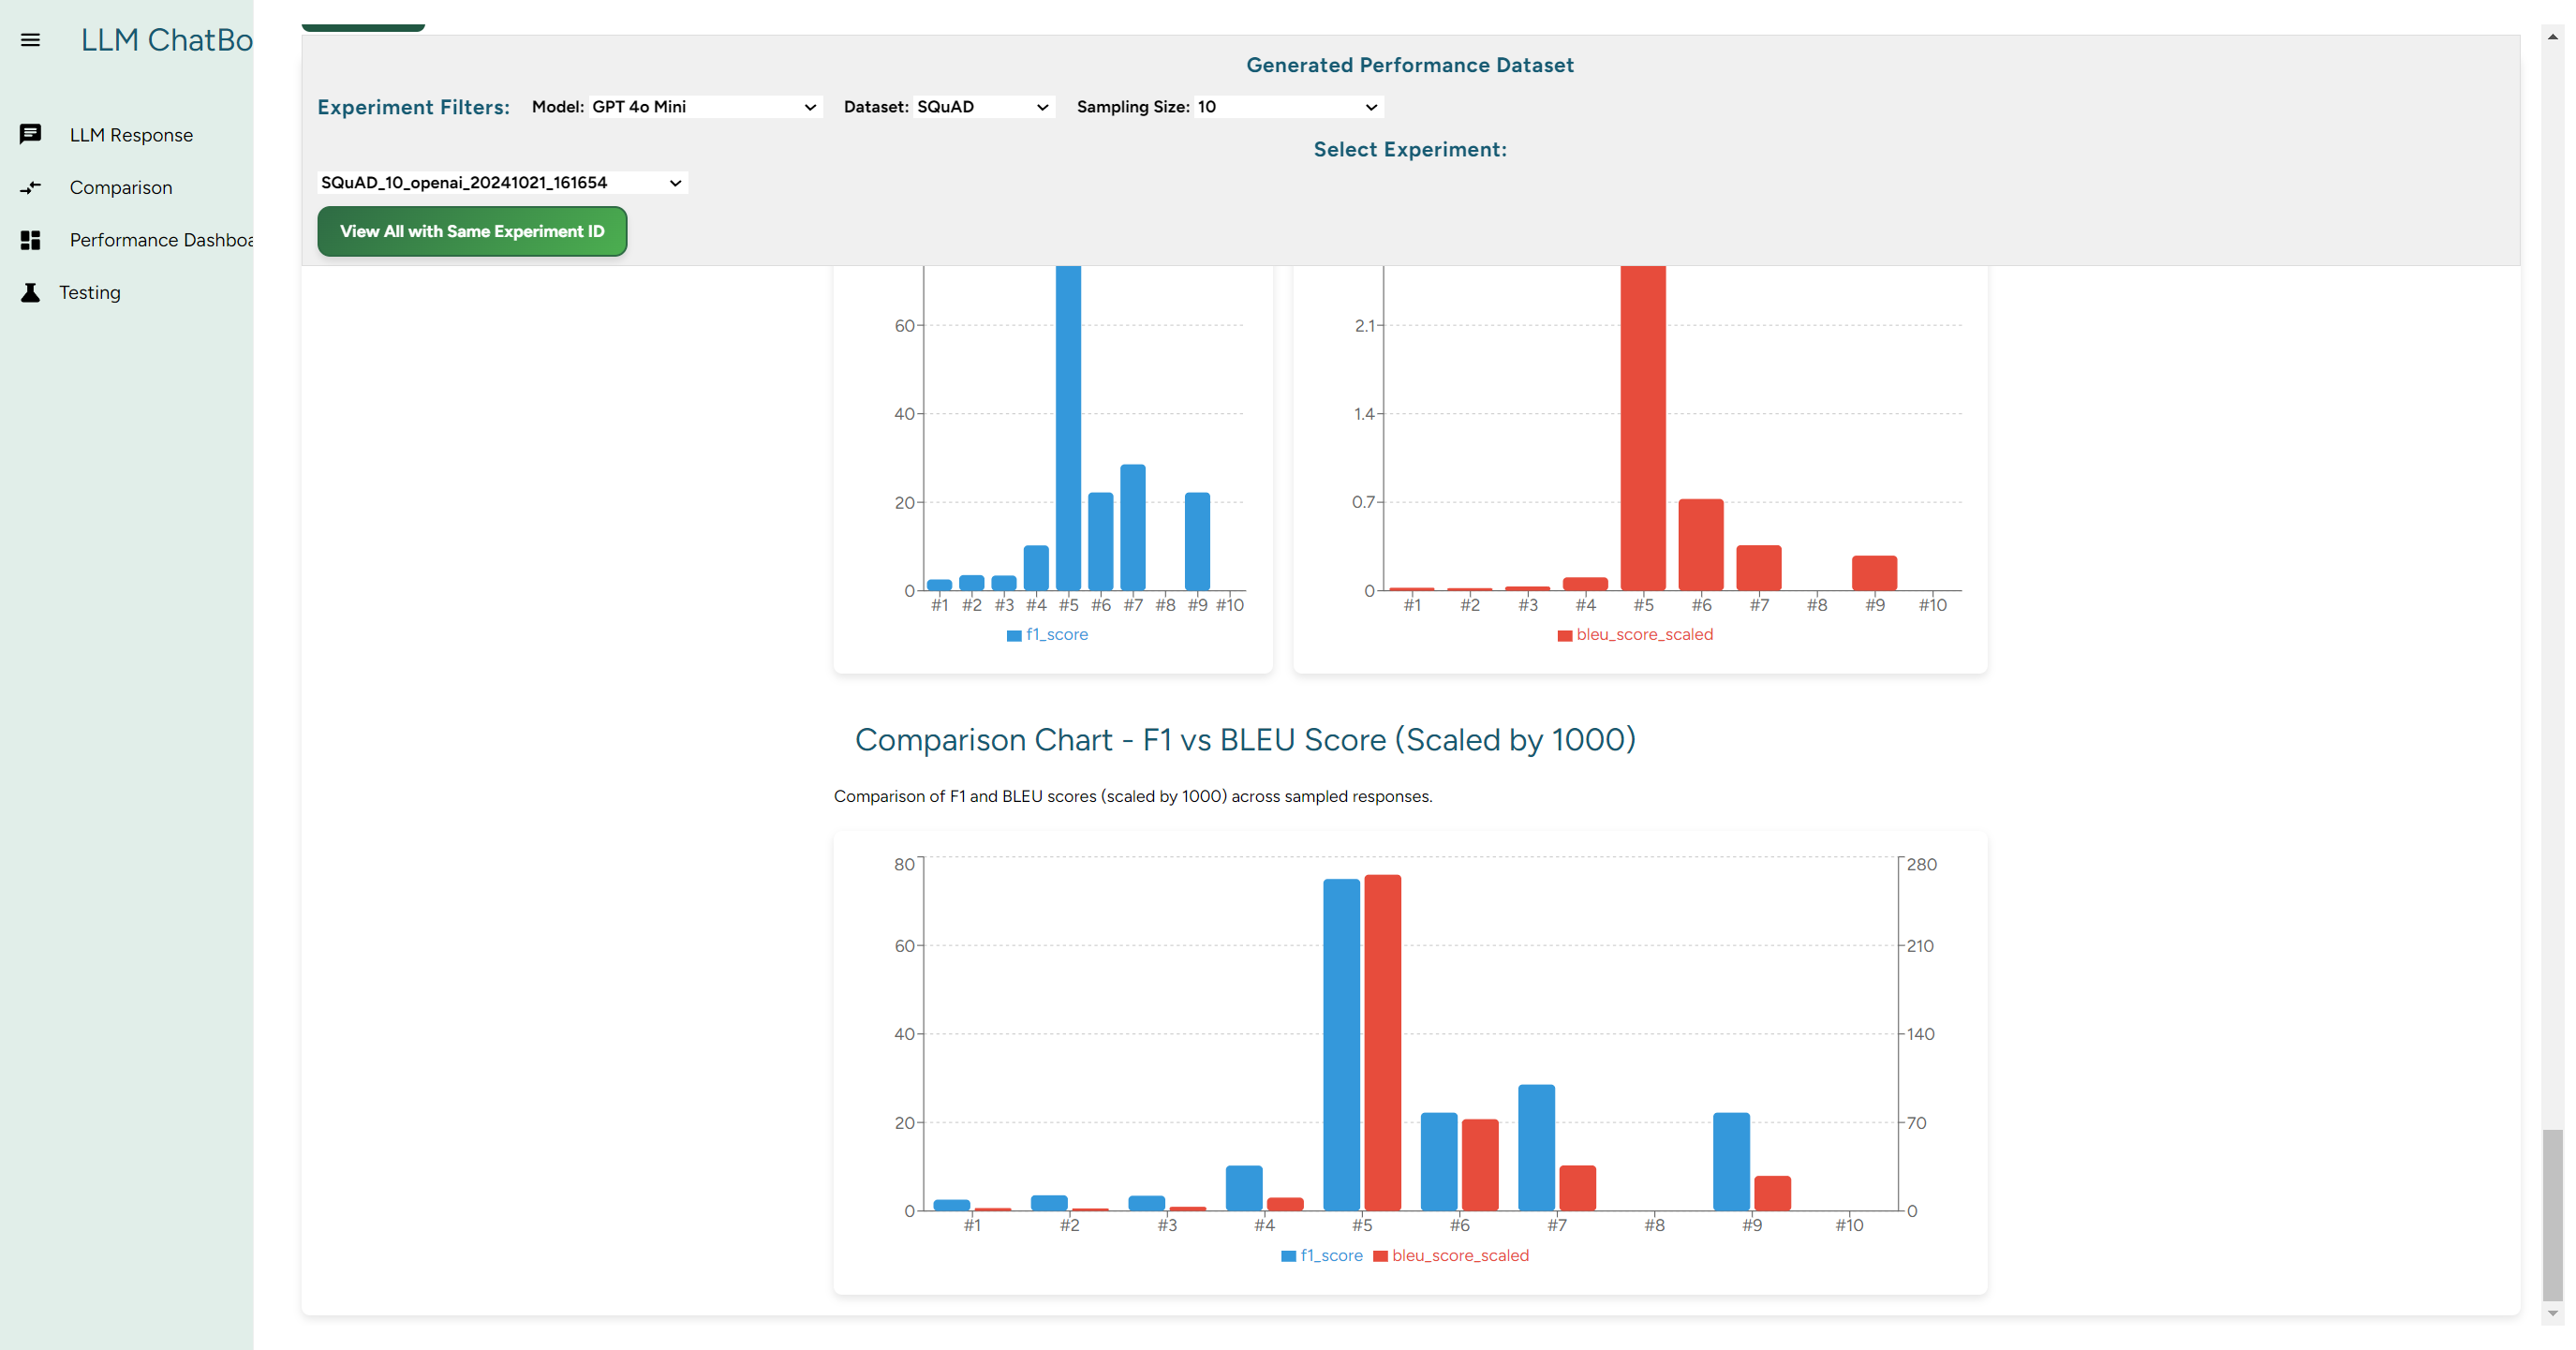 LLM ChatBo
LLM Response
Comparison
Performance Dashboa
Testing
Generated Performance Dataset
Experiment Filters: Model: GPT 4o Mini Dataset: SQuAD Sampling Size: 10
Select Experiment:
SQuAD_10_openai_20241021_161654
View All with Same Experiment ID
60
40
20
0
#1 #2 #3 #4 #5 #6 #7 #8 #9 #10
f1_score
2.1
1.4
0.7
0
#1 #2 #3 #4 #5 #6 #7 #8 #9 #10
bleu_score_scaled
Comparison Chart - F1 vs BLEU Score (Scaled by 1000)
Comparison of F1 and BLEU scores (scaled by 1000) across sampled responses.
80 280
60 210
40 140
20 70
0 0
#1 #2 #3 #4 #5 #6 #7 #8 #9 #10
f1_score bleu_score_scaled